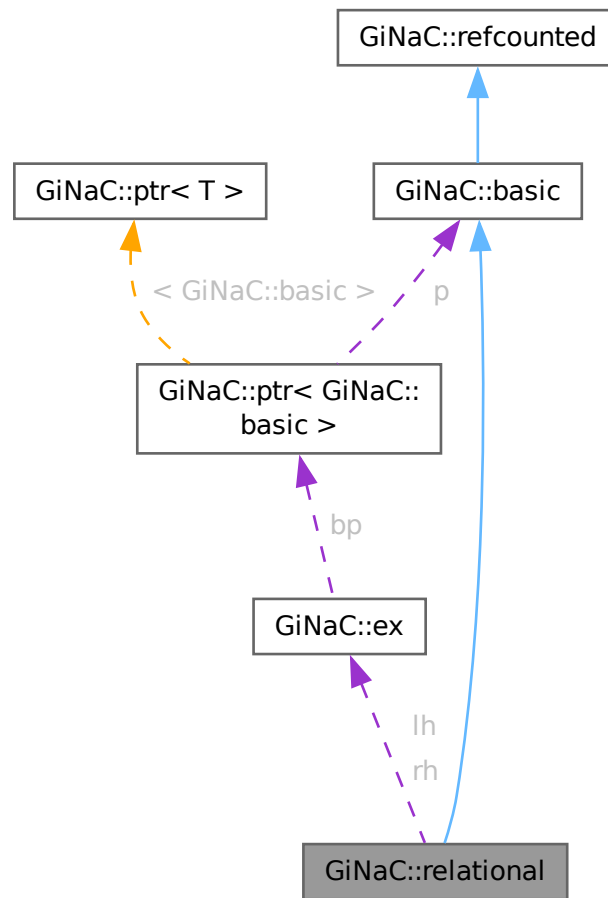 GiNaC::refcounted
GiNaC::ptr< T >
GiNaC::basic
< GiNaC::basic >
p
GiNaC::ptr< GiNaC::
basic >
bp
GiNaC::ex
lh
rh
GiNaC::relational